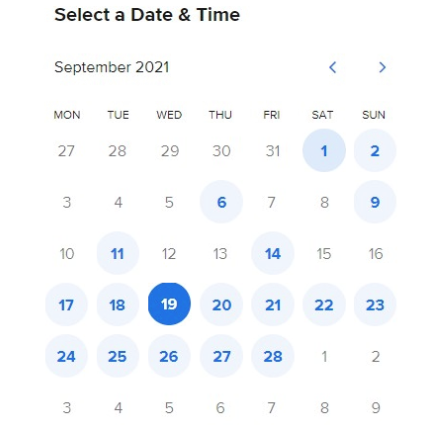 Select a Date & Time
September 2021
MON TUE WED THU FRI SAT SUN
27 28 29 30 31 1 2
3 4 5 6 7 8 9
10 11 12 13 14 15 16
17 18 19 20 21 22 23
24 25 26 27 28 1 2
3 4 5 6 7 8 9